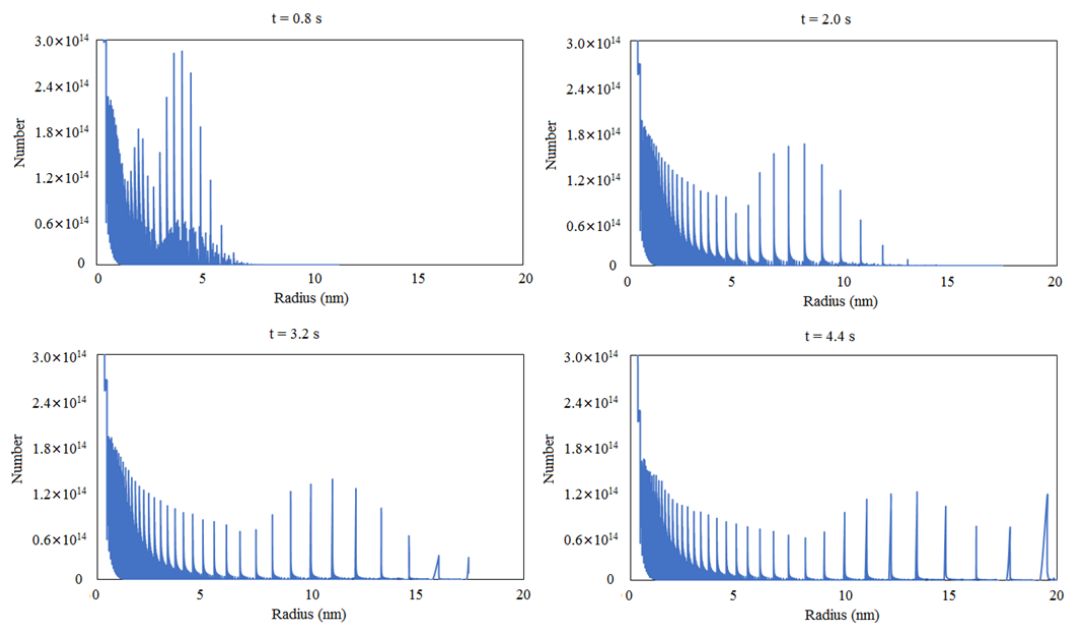 t = 0.8 s
3.0×10¹⁴
2.4×10¹⁴
1.8×10¹⁴
1.2×10¹⁴
0.6×10¹⁴
0
Number
0 5 10 15 20
Radius (nm)
t = 2.0 s
3.0×10¹⁴
2.4×10¹⁴
1.8×10¹⁴
1.2×10¹⁴
0.6×10¹⁴
0
Number
0 5 10 15 20
Radius (nm)
t = 3.2 s
3.0×10¹⁴
2.4×10¹⁴
1.8×10¹⁴
1.2×10¹⁴
0.6×10¹⁴
0
Number
0 5 10 15 20
Radius (nm)
t = 4.4 s
3.0×10¹⁴
2.4×10¹⁴
1.8×10¹⁴
1.2×10¹⁴
0.6×10¹⁴
0
Number
0 5 10 15 20
Radius (nm)